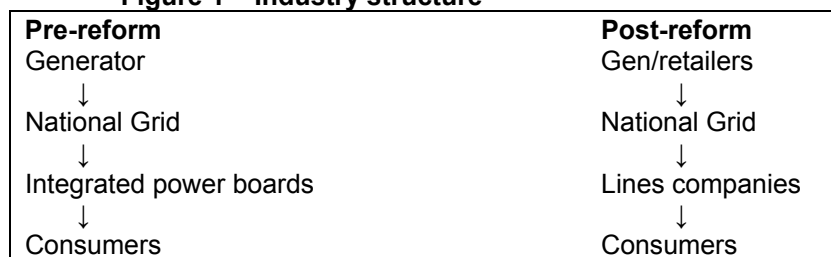 Figure 1 – Industry structure
Pre-reform Post-reform
Generator Gen/retailers
↓ ↓
National Grid National Grid
↓ ↓
Integrated power boards Lines companies
↓ ↓
Consumers Consumers